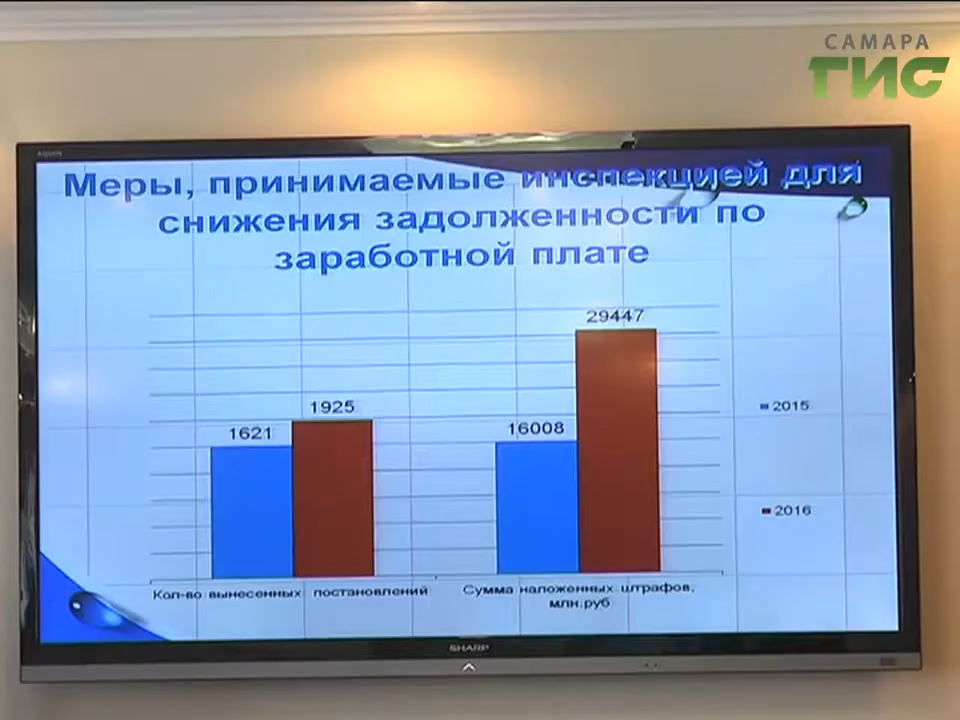 САМАРА
ГИС
Меры, принимаемые инспекцией для
снижения задолженности по
заработной плате
29447
1925
1621
16008
2015
2016
Кол-во вынесенных постановлений
Сумма наложенных штрафов,
млн.руб
SHARP